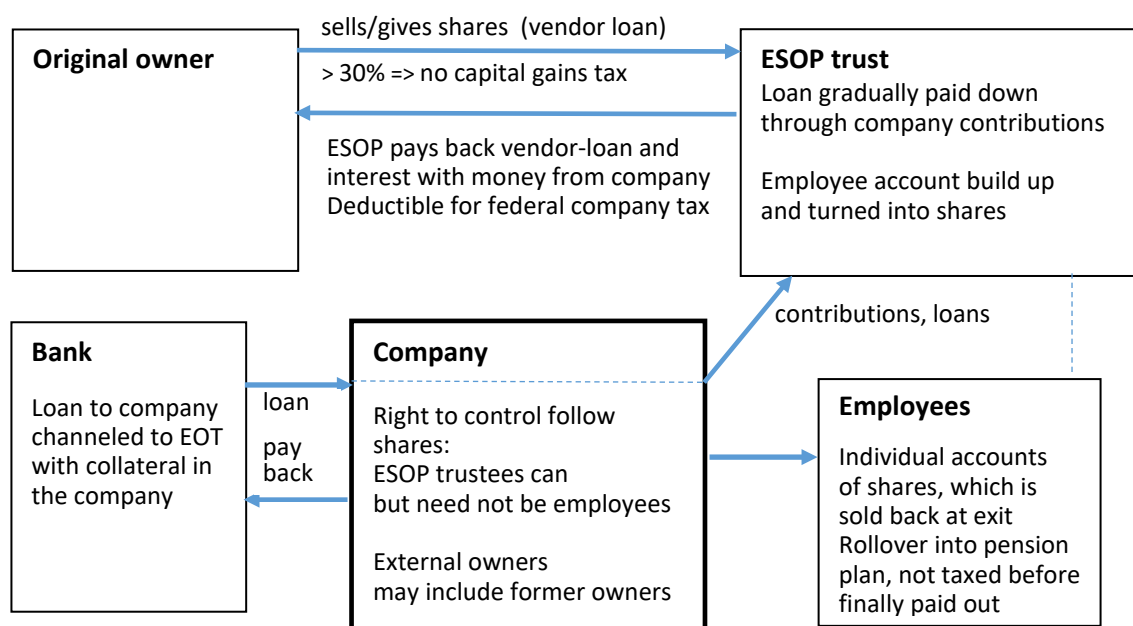 Original owner
sells/gives shares (vendor loan)
> 30% => no capital gains tax
ESOP pays back vendor-loan and
interest with money from company
Deductible for federal company tax
ESOP trust
Loan gradually paid down
through company contributions
Employee account build up
and turned into shares
contributions, loans
Bank
Loan to company
channeled to EOT
with collateral in
the company
loan
pay
back
Company
Right to control follow
shares:
ESOP trustees can
but need not be employees
External owners
may include former owners
Employees
Individual accounts
of shares, which is
sold back at exit
Rollover into pension
plan, not taxed before
finally paid out